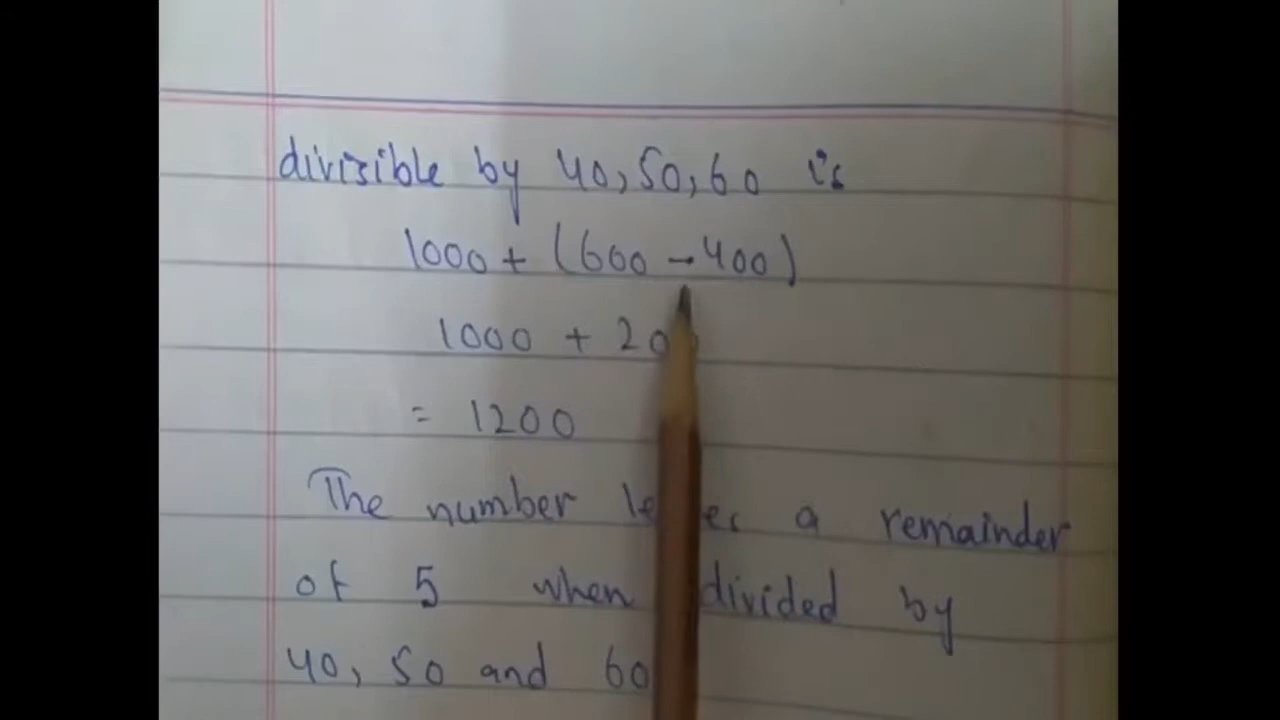 divisible by 40, 50, 60 is
1000 + (600 - 400)
1000 + 20
= 1200
The number a remainder
of 5 when divided by
40, 50 and 60